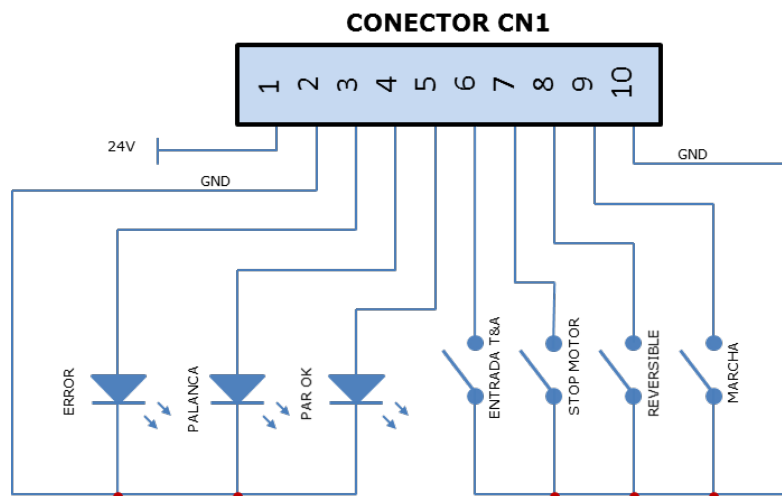 CONECTOR CN1
1
2
3
4
5
6
7
8
9
10
24V
GND
GND
ERROR
PALANCA
PAR OK
ENTRADA T&A
STOP MOTOR
REVERSIBLE
MARCHA